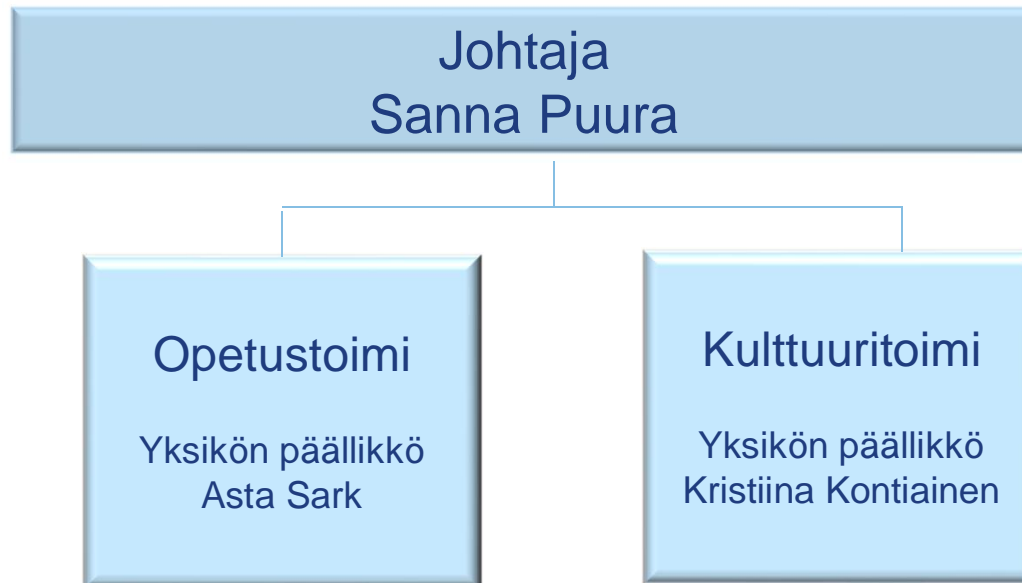 Johtaja
Sanna Puura
Opetustoimi
Yksikön päällikkö
Asta Sark
Kulttuuritoimi
Yksikön päällikkö
Kristiina Kontiainen